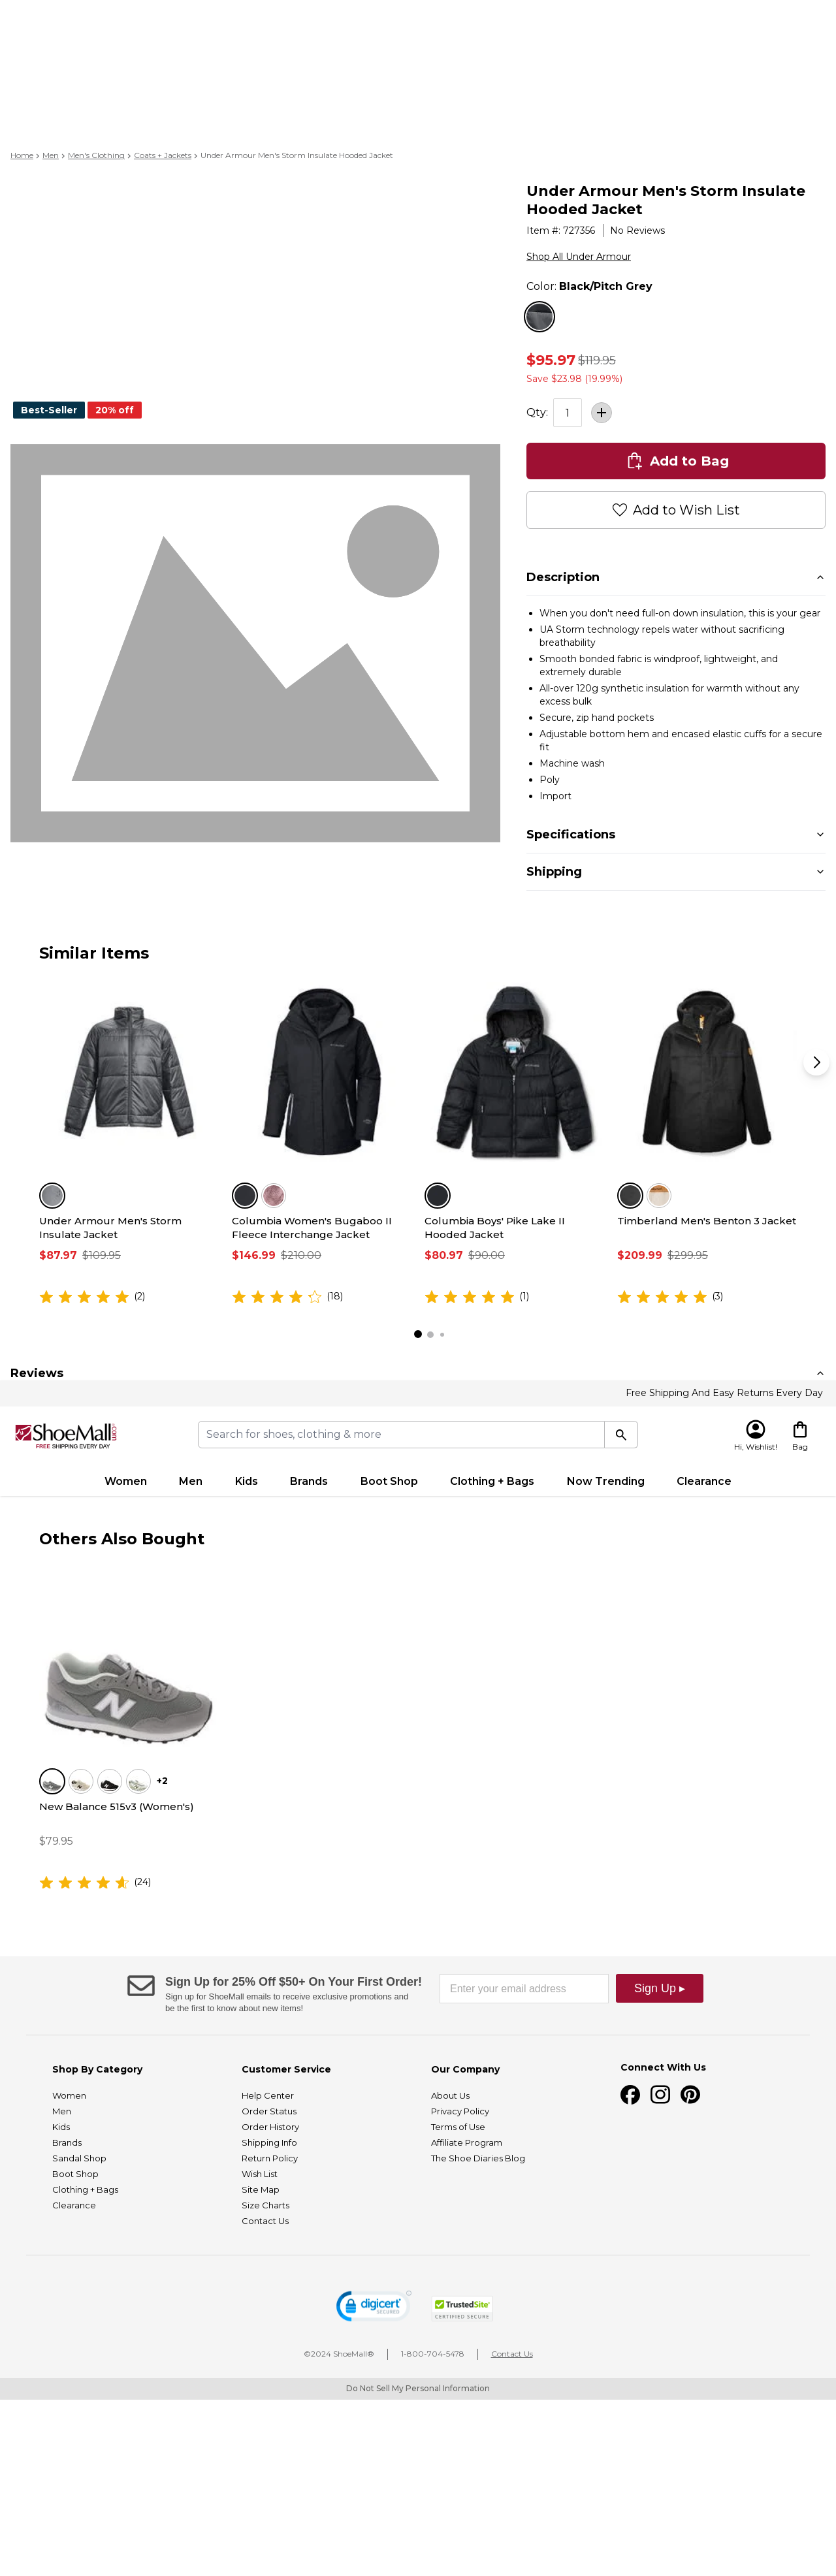 Home > Men > Men's Clothing > Coats + Jackets > Under Armour Men's Storm Insulate Hooded Jacket
Under Armour Men's Storm Insulate
Hooded Jacket
Item #: 727356 | No Reviews
Shop All Under Armour
Color: Black/Pitch Grey
$95.97 $119.95
Save $23.98 (19.99%)
Best-Seller 20% off
Qty: 1
Add to Bag
Add to Wish List
Description
When you don't need full-on down insulation, this is your gear
UA Storm technology repels water without sacrificing
breathability
Smooth bonded fabric is windproof, lightweight, and
extremely durable
All-over 120g synthetic insulation for warmth without any
excess bulk
Secure, zip hand pockets
Adjustable bottom hem and encased elastic cuffs for a secure
fit
Machine wash
Poly
Import
Specifications
Shipping
Similar Items
Under Armour Men's Storm
Insulate Jacket
$87.97 $109.95
(2)
Columbia Women's Bugaboo II
Fleece Interchange Jacket
$146.99 $210.00
(18)
Columbia Boys' Pike Lake II
Hooded Jacket
$80.97 $90.00
(1)
Timberland Men's Benton 3 Jacket
$209.99 $299.95
(3)
Reviews
Free Shipping And Easy Returns Every Day
ShoeMall.com
FREE SHIPPING EVERY DAY
Search for shoes, clothing & more
Hi, Wishlist!
Bag
Women Men Kids Brands Boot Shop Clothing + Bags Now Trending Clearance
Others Also Bought
+2
New Balance 515v3 (Women's)
$79.95
(24)
Sign Up for 25% Off $50+ On Your First Order!
Sign up for ShoeMall emails to receive exclusive promotions and
be the first to know about new items!
Enter your email address
Sign Up ▸
Shop By Category
Women
Men
Kids
Brands
Sandal Shop
Boot Shop
Clothing + Bags
Clearance
Customer Service
Help Center
Order Status
Order History
Shipping Info
Return Policy
Wish List
Site Map
Size Charts
Contact Us
Our Company
About Us
Privacy Policy
Terms of Use
Affiliate Program
The Shoe Diaries Blog
Connect With Us
digicert
SECURED
TrustedSite
CERTIFIED SECURE
©2024 ShoeMall® | 1-800-704-5478 | Contact Us
Do Not Sell My Personal Information